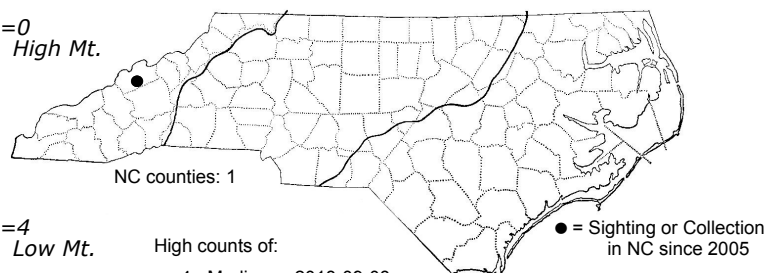 =0
High Mt.
NC counties: 1
=4
Low Mt.
High counts of:
● = Sighting or Collection
in NC since 2005